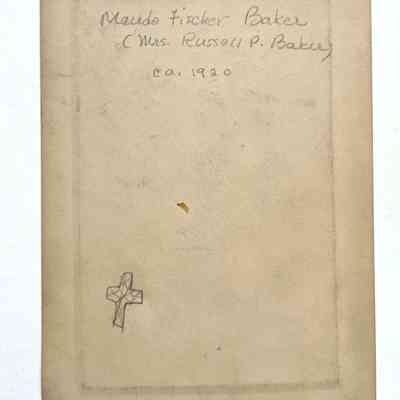 Maude Fischer Baker
(Mrs. Russell P. Baker)
ca. 1920